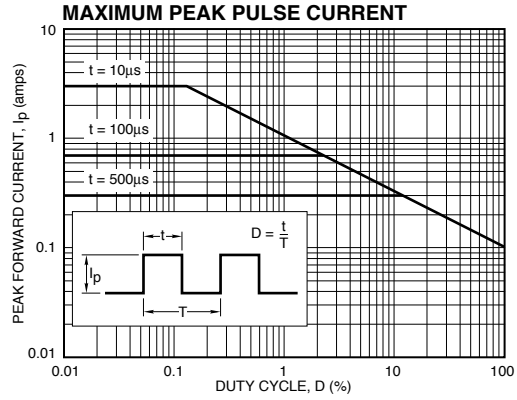 MAXIMUM PEAK PULSE CURRENT
PEAK FORWARD CURRENT, Ip (amps)
10
1
0.1
0.01
t = 10µs
t = 100µs
t = 500µs
t
D = t/T
Ip
T
0.01 0.1 1 10 100
DUTY CYCLE, D (%)